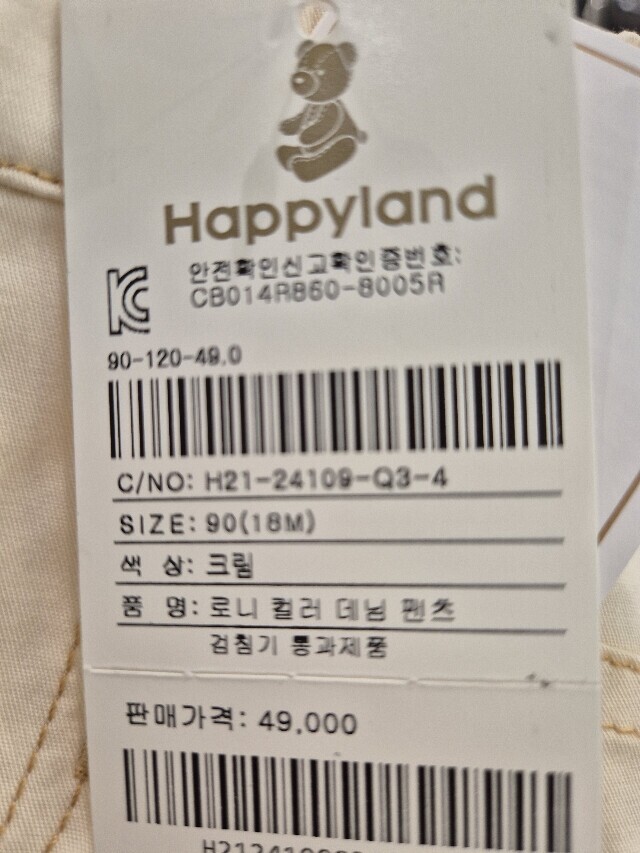 Happyland
안전확인신고확인증번호:
CB014R860-8005R
90-120-49.0
C/NO: H21-24109-Q3-4
SIZE: 90(18M)
색 상: 크림
품 명: 로니 컬러 데님 팬츠
검침기 통과제품
판매가격: 49,000